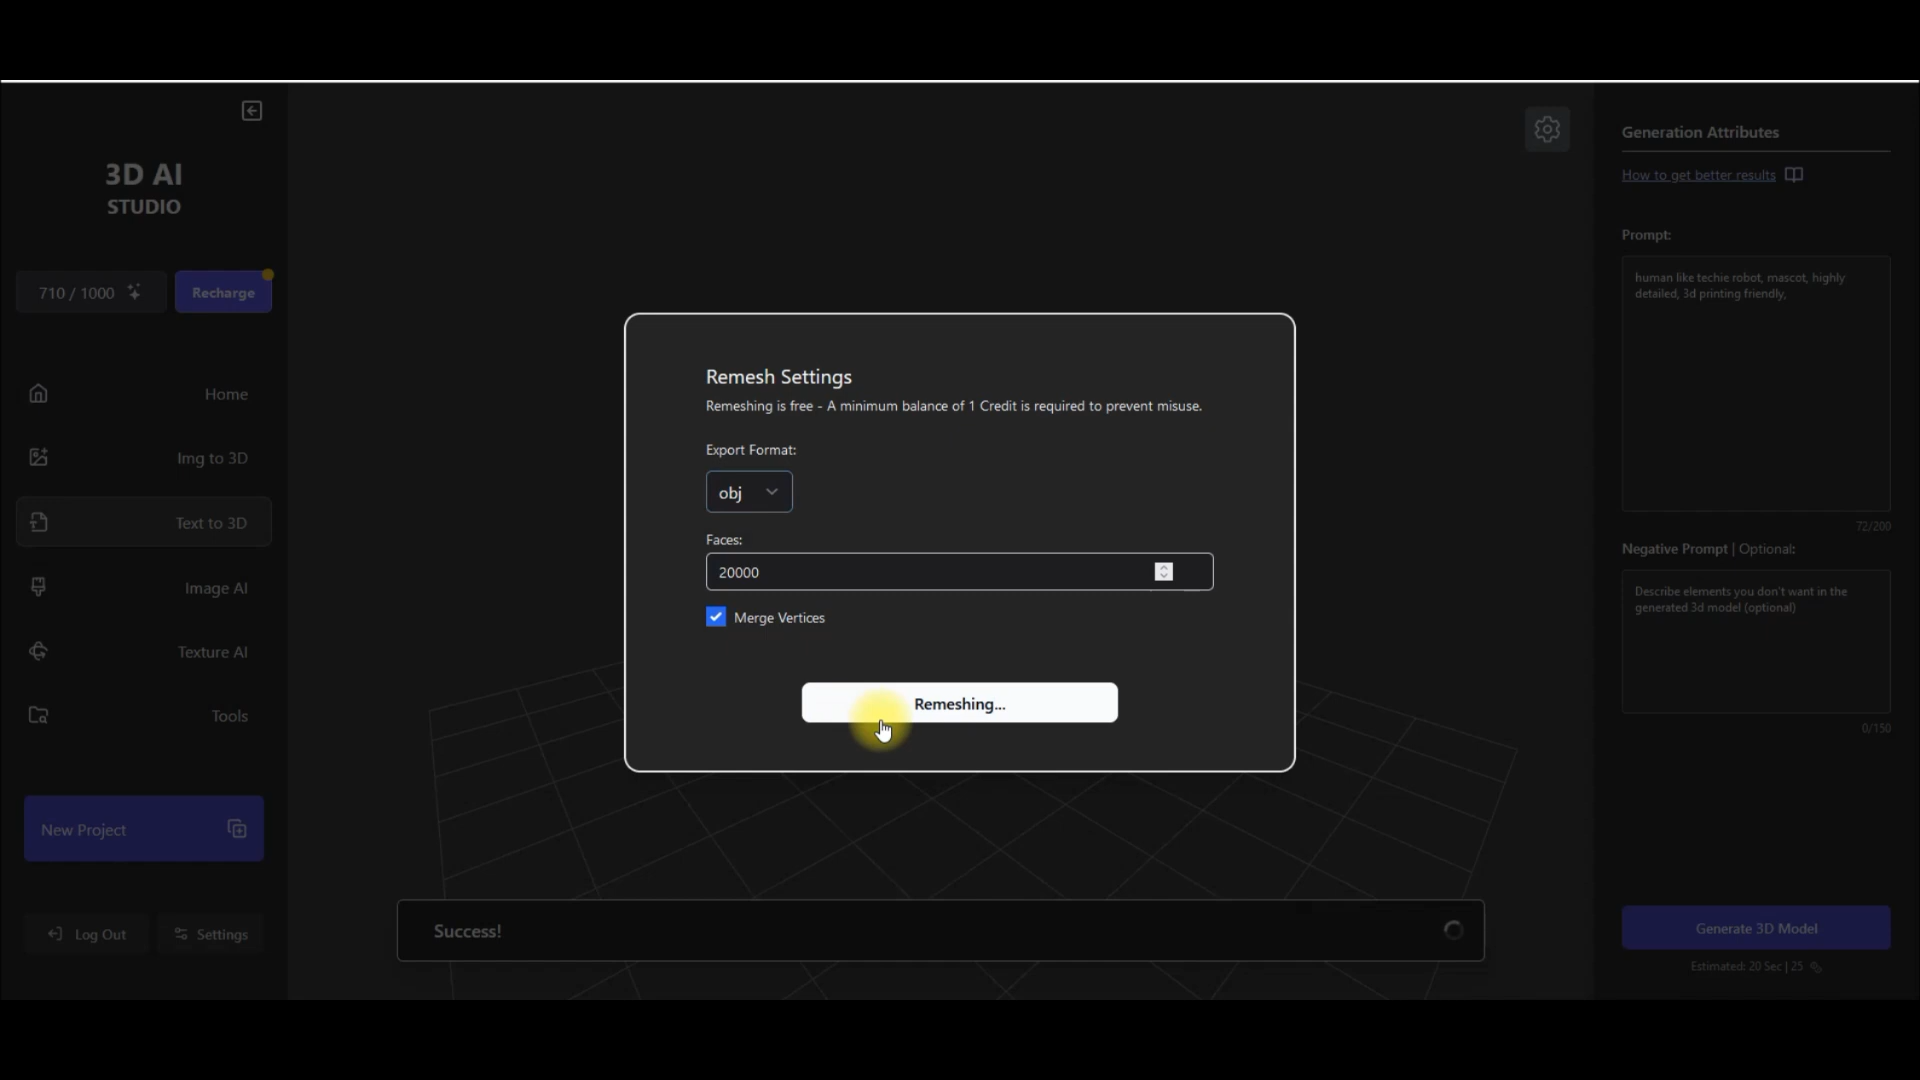 3D AI
STUDIO
710 / 1000
Recharge
Home
Img to 3D
Text to 3D
Image AI
Texture AI
Tools
New Project
Log Out
Settings
Remesh Settings
Remeshing is free - A minimum balance of 1 Credit is required to prevent misuse.
Export Format:
obj
Faces:
20000
Merge Vertices
Remeshing...
Success!
Generation Attributes
How to get better results
Prompt:
human like techie robot, mascot, highly
detailed, 3d printing friendly,
72/200
Negative Prompt | Optional:
Describe elements you don't want in the
generated 3d model (optional)
0/150
Generate 3D Model
Estimated: 20 Sec | 25